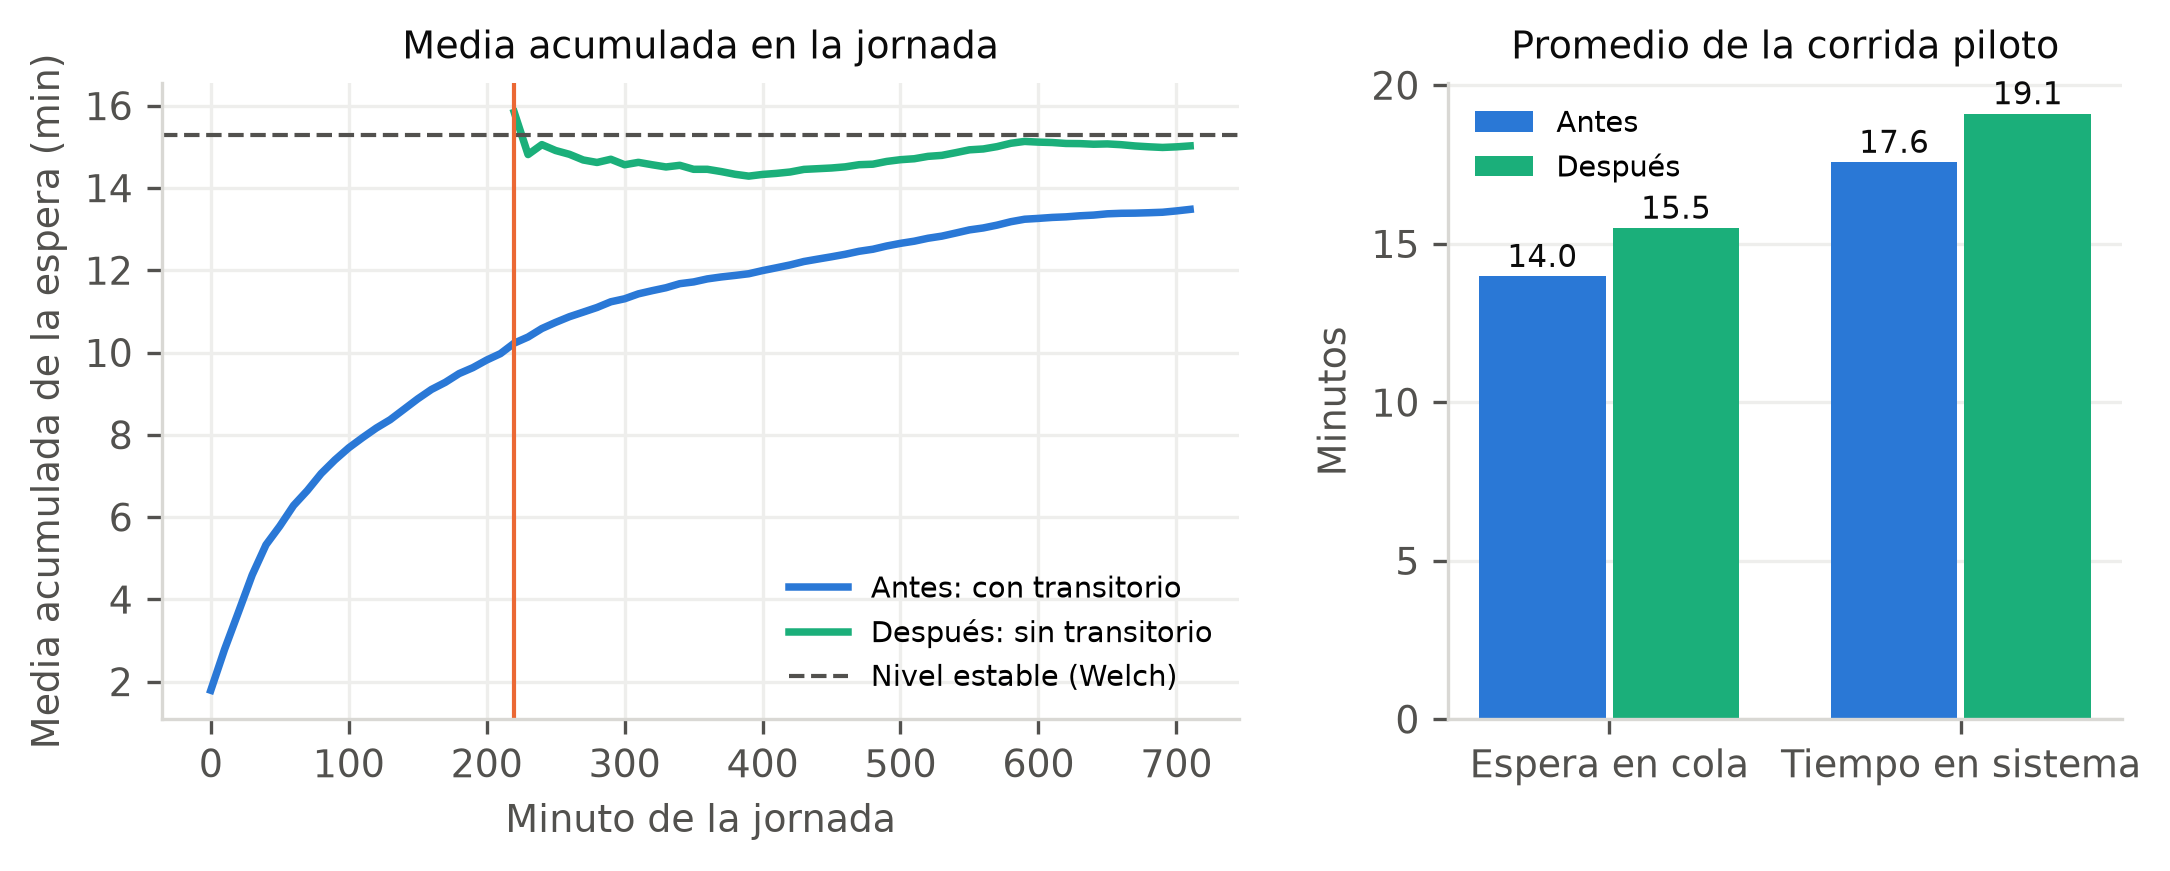 Media acumulada en la jornada
Media acumulada de la espera (min)
16
14
12
10
8
6
4
2
Antes: con transitorio
Después: sin transitorio
Nivel estable (Welch)
0 100 200 300 400 500 600 700
Minuto de la jornada
Promedio de la corrida piloto
Minutos
20
15
10
5
0
Antes
Después
14.0
15.5
17.6
19.1
Espera en cola Tiempo en sistema